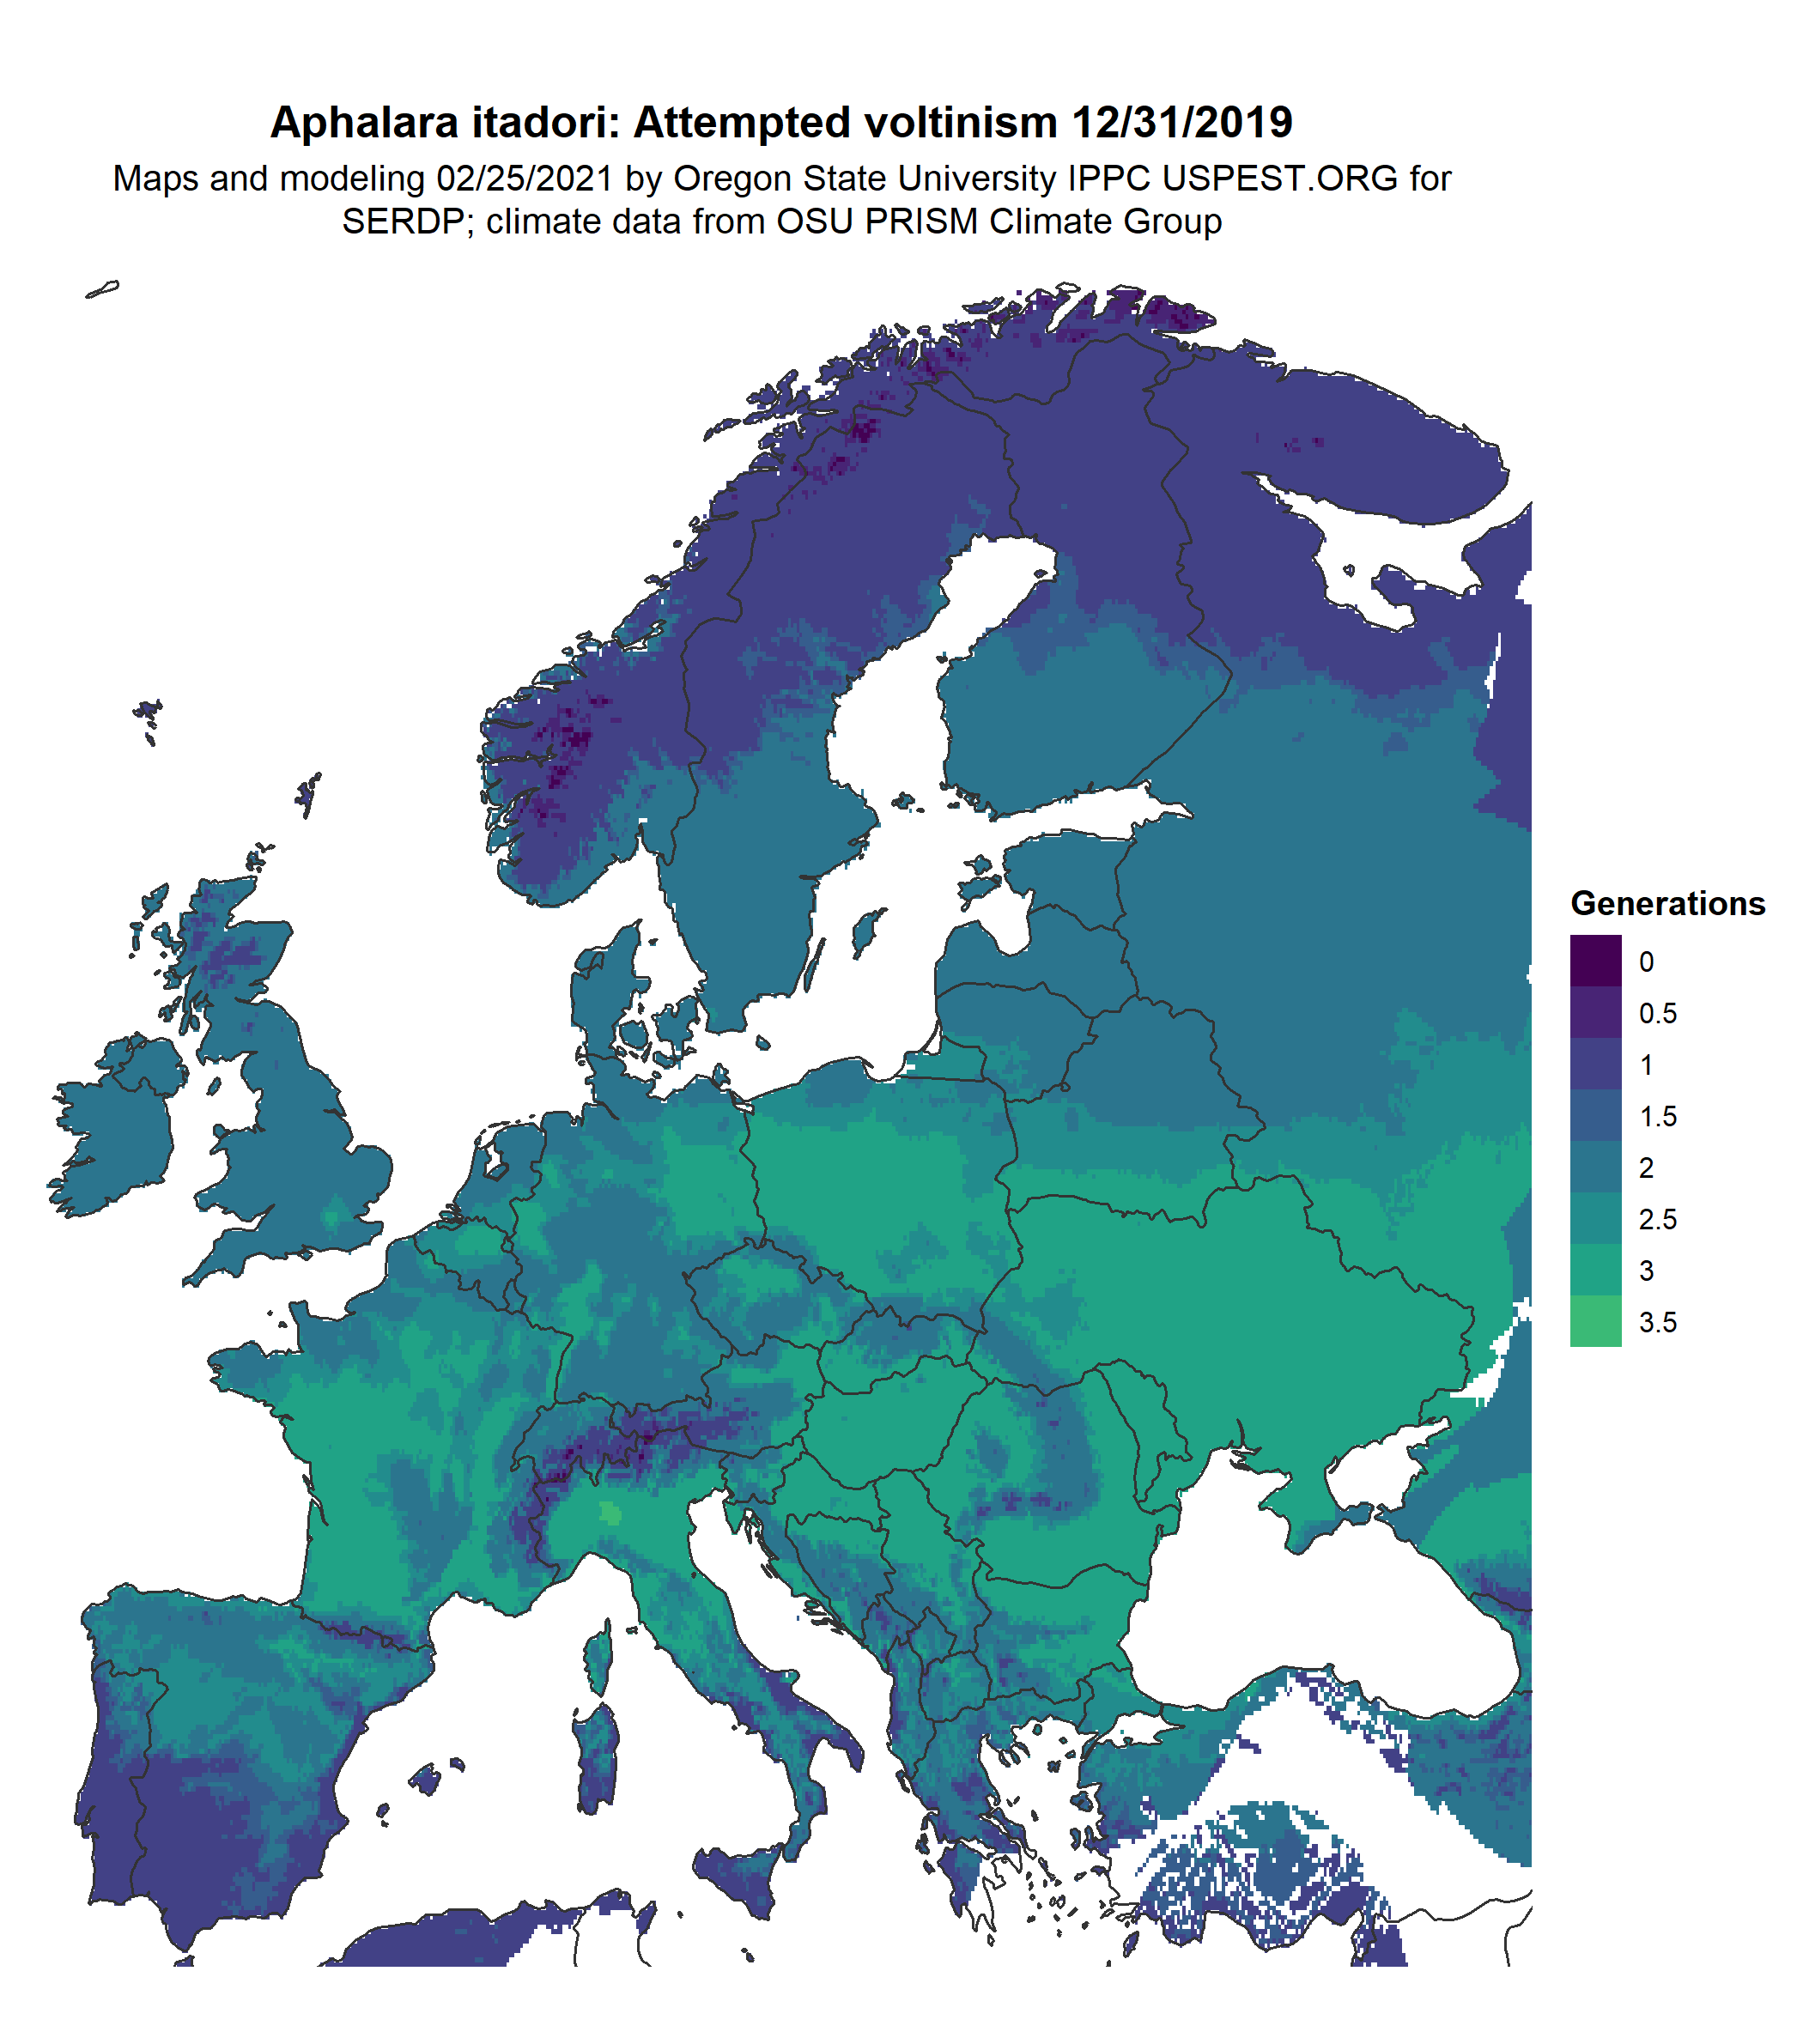 Aphalara itadori: Attempted voltinism 12/31/2019
Maps and modeling 02/25/2021 by Oregon State University IPPC USPEST.ORG for
SERDP; climate data from OSU PRISM Climate Group
Generations
0
0.5
1
1.5
2
2.5
3
3.5